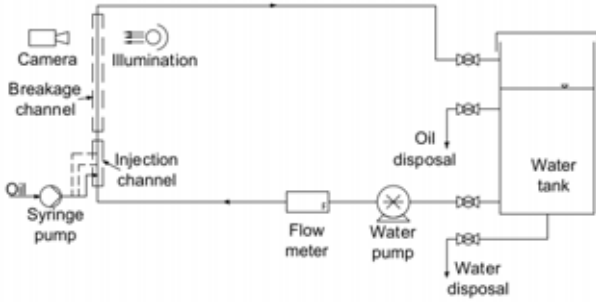 Camera
Illumination
Breakage
channel
Injection
channel
Oil
Syringe
pump
Flow
meter
F
Water
pump
Oil
disposal
Water
tank
Water
disposal